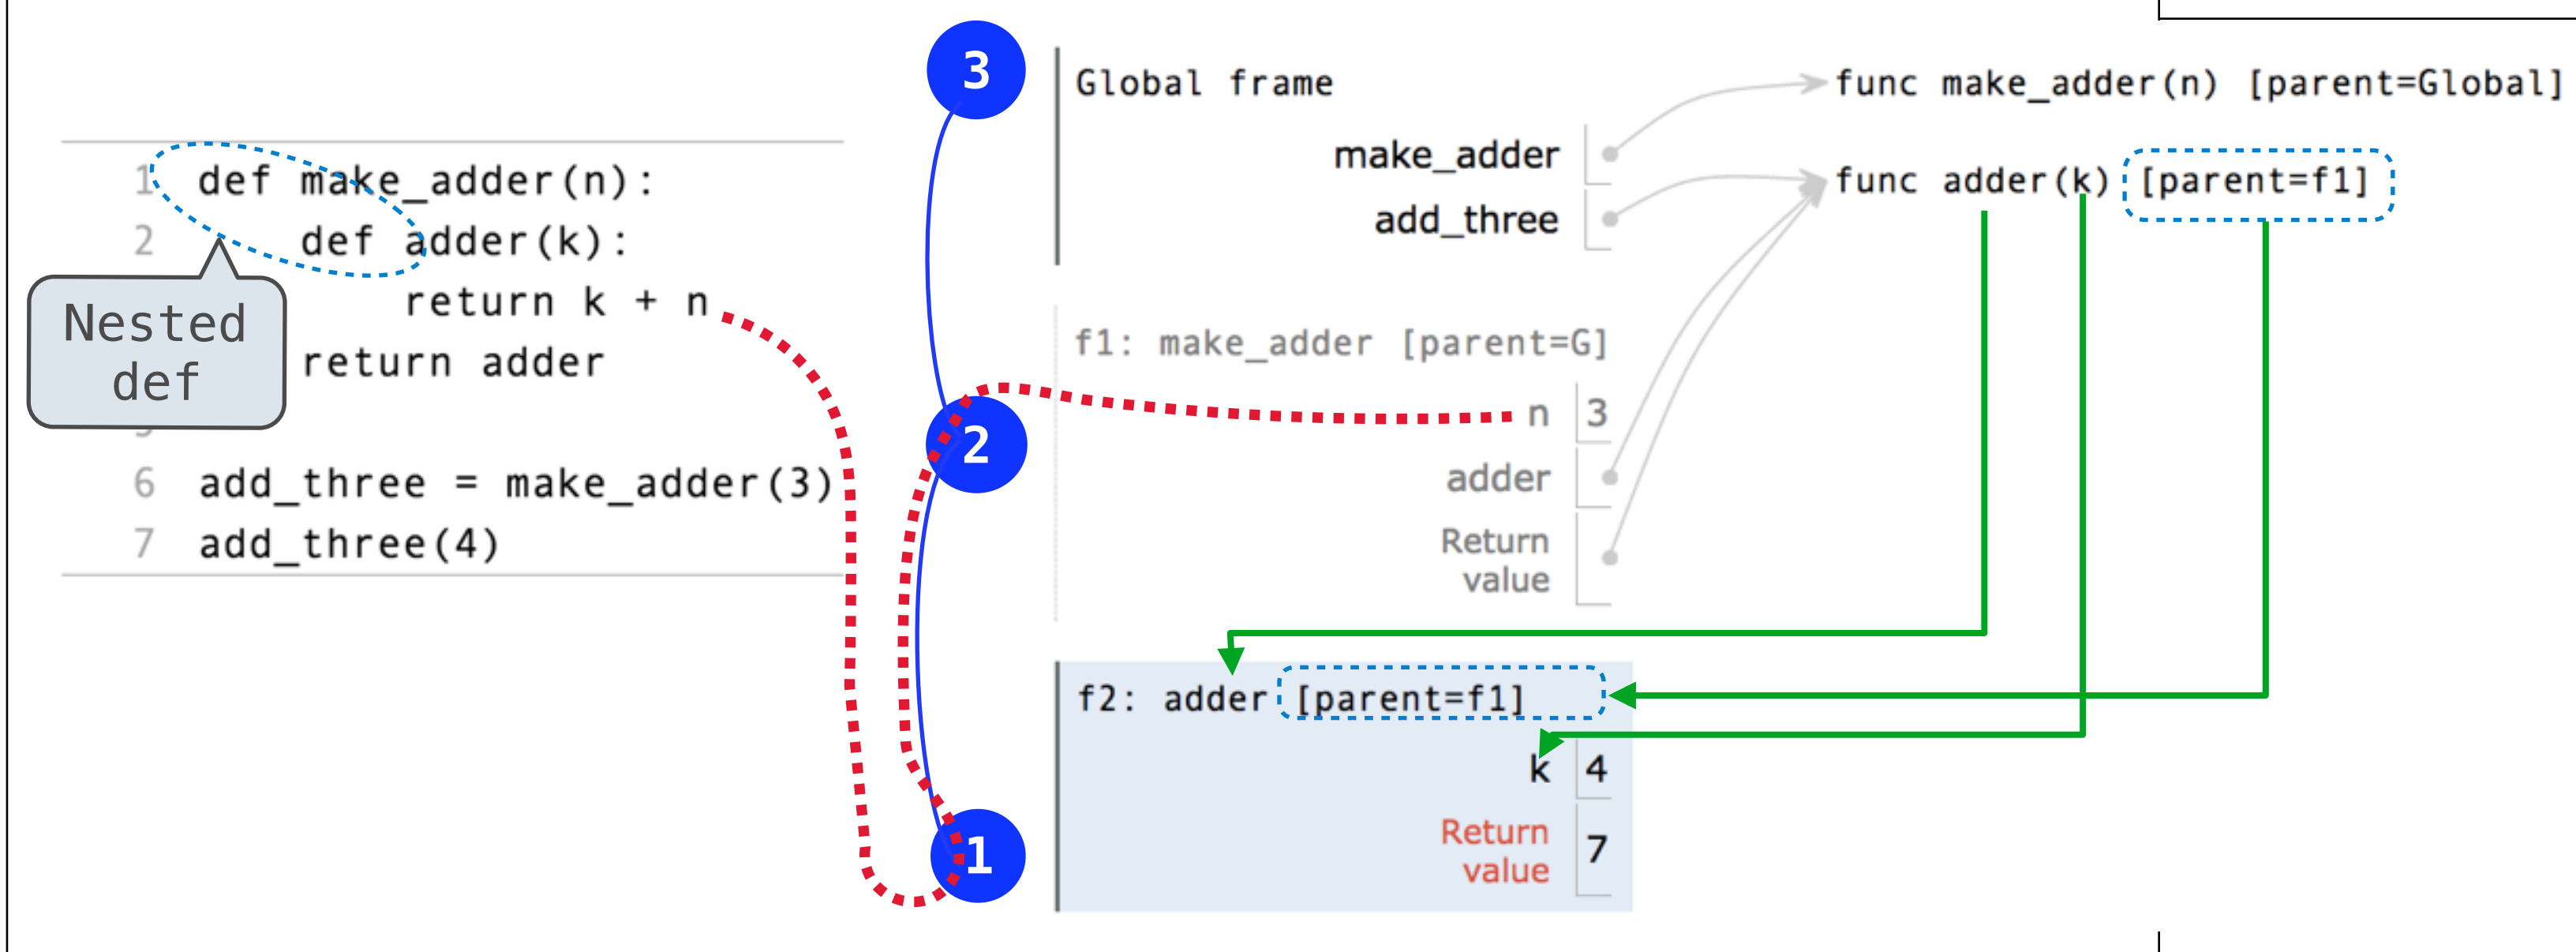 1 def make_adder(n):
2 def adder(k):
return k + n
return adder
6 add_three = make_adder(3)
7 add_three(4)
Nested
def
3
2
1
Global frame
make_adder
add_three
func make_adder(n) [parent=Global]
func adder(k) [parent=f1]
f1: make_adder [parent=G]
n 3
adder
Return
value
f2: adder [parent=f1]
k 4
Return
value 7